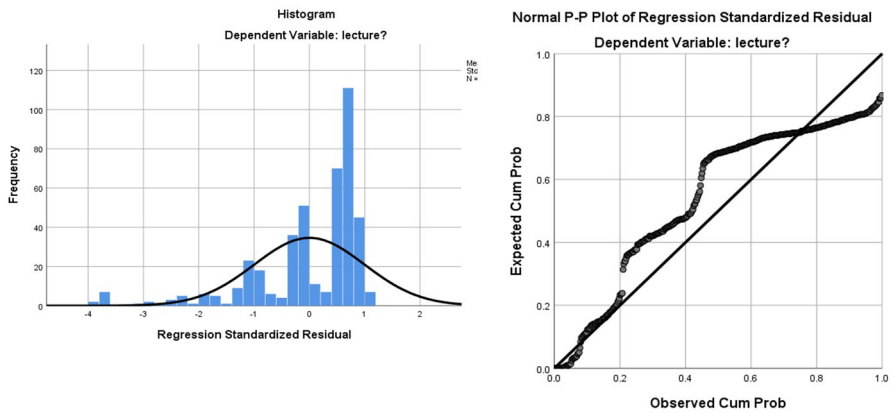 Histogram
Dependent Variable: lecture?
Me
Std
N =
Frequency
120
100
80
60
40
20
0
-4 -3 -2 -1 0 1 2
Regression Standardized Residual
Normal P-P Plot of Regression Standardized Residual
Dependent Variable: lecture?
Expected Cum Prob
1.0
0.8
0.6
0.4
0.2
0.0
0.0 0.2 0.4 0.6 0.8 1.0
Observed Cum Prob